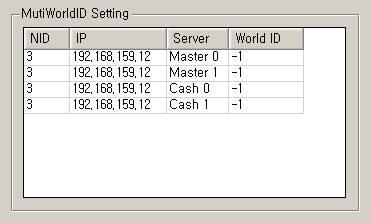 MutiWorldID Setting
NID IP Server World ID
3 192,168,159,12 Master 0 -1
3 192,168,159,12 Master 1 -1
3 192,168,159,12 Cash 0 -1
3 192,168,159,12 Cash 1 -1